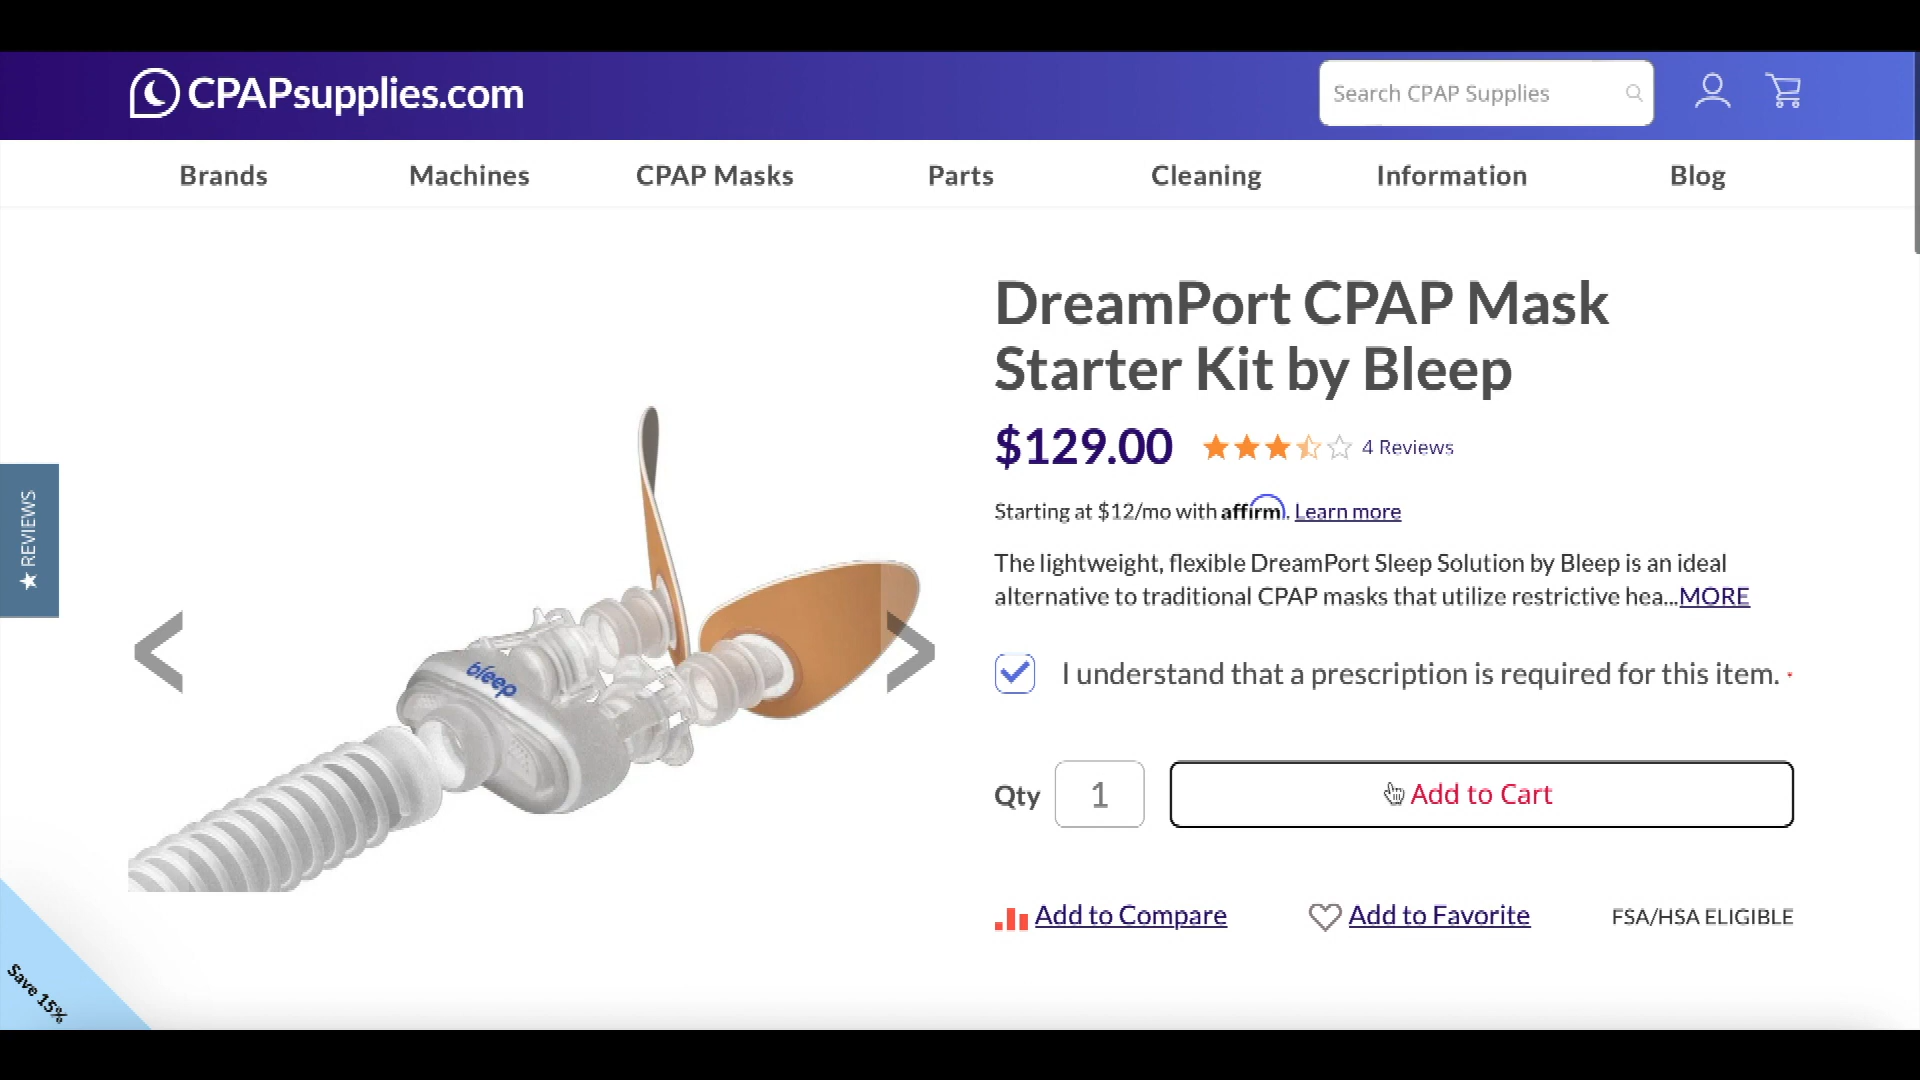 CPAPsupplies.com
Search CPAP Supplies
Brands Machines CPAP Masks Parts Cleaning Information Blog
DreamPort CPAP Mask
Starter Kit by Bleep
$129.00 4 Reviews
Starting at $12/mo with affirm. Learn more
The lightweight, flexible DreamPort Sleep Solution by Bleep is an ideal
alternative to traditional CPAP masks that utilize restrictive hea...MORE
I understand that a prescription is required for this item. *
Qty 1 Add to Cart
Add to Compare Add to Favorite FSA/HSA ELIGIBLE
★ REVIEWS
bleep
Save 15%